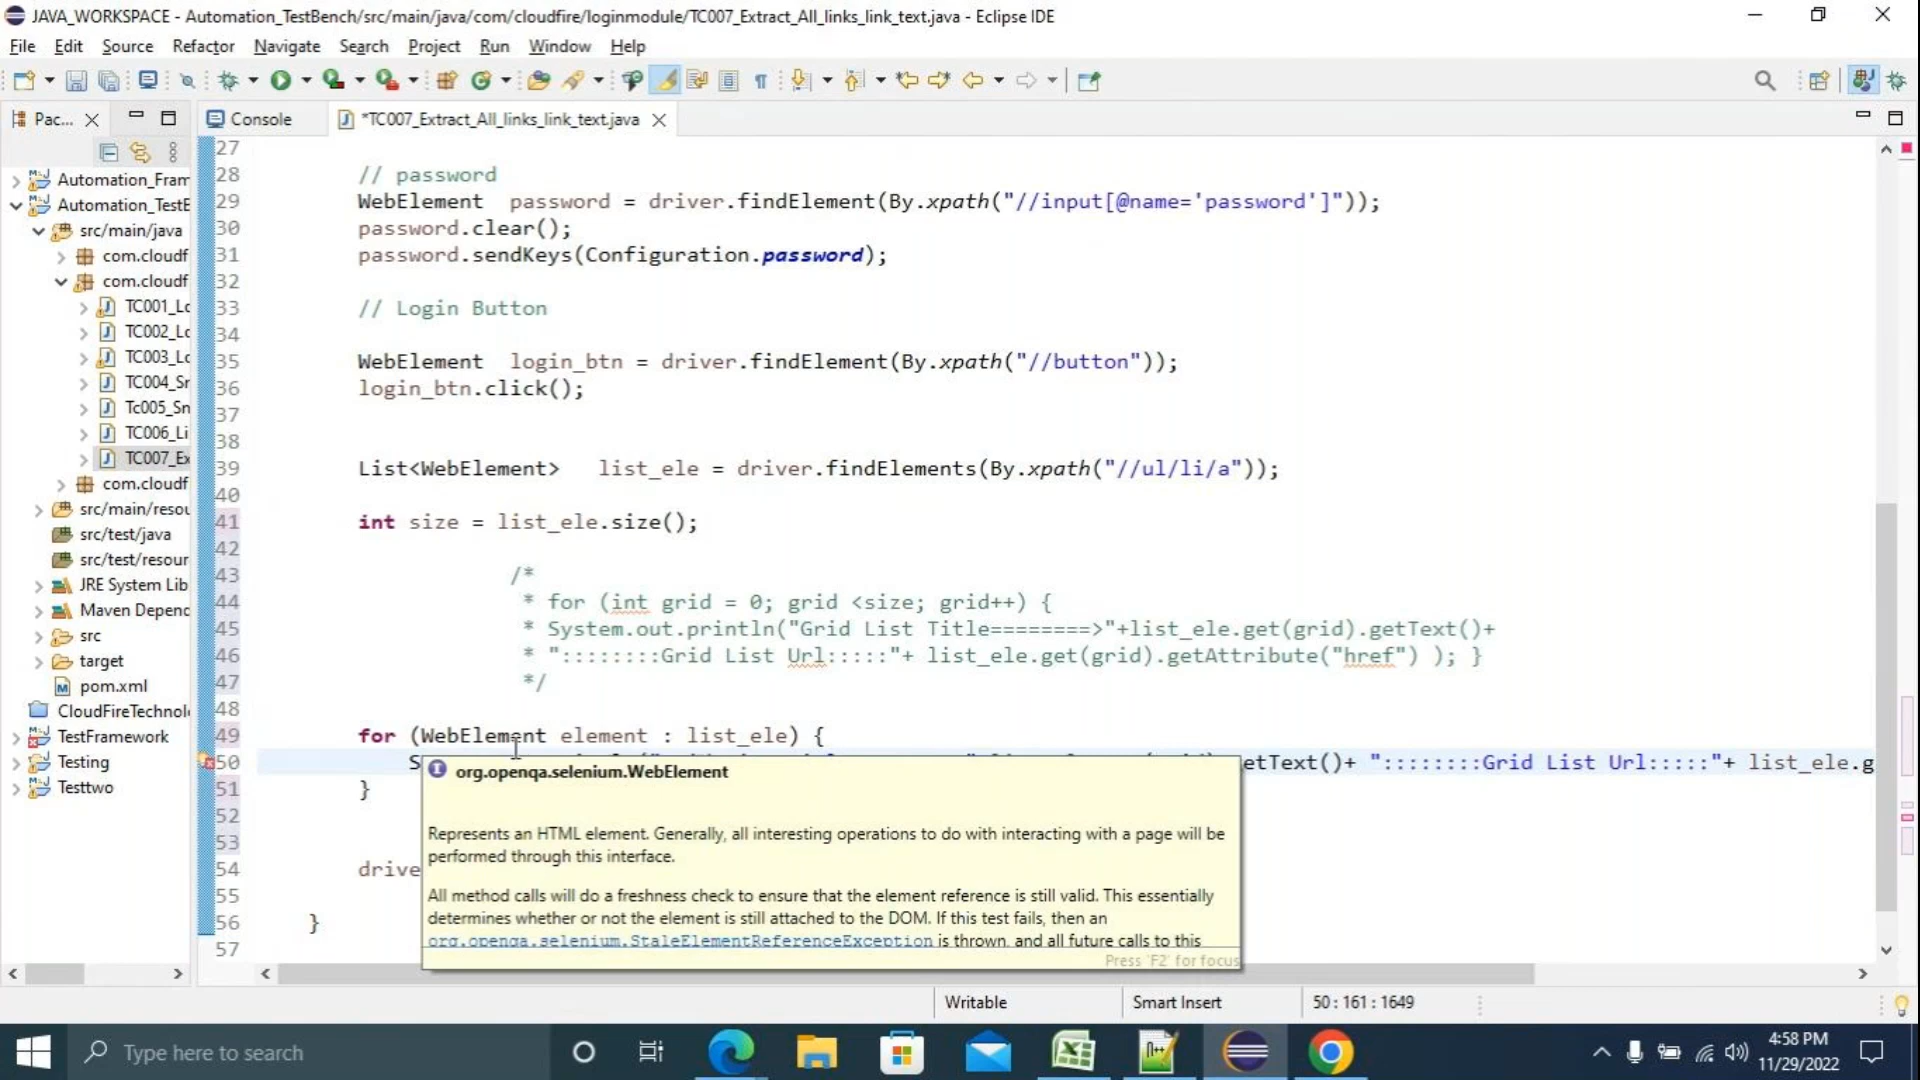 JAVA_WORKSPACE - Automation_TestBench/src/main/java/com/cloudfire/loginmodule/TC007_Extract_All_links_link_text.java - Eclipse IDE
File Edit Source Refactor Navigate Search Project Run Window Help
Pac...
Console
*TC007_Extract_All_links_link_text.java
Automation_Fram
Automation_TestB
src/main/java
com.cloudf
com.cloudf
TC001_Lo
TC002_Lo
TC003_Lo
TC004_Sn
Tc005_Sn
TC006_Li
TC007_Ex
com.cloudf
src/main/resou
src/test/java
src/test/resour
JRE System Lib
Maven Depend
src
target
pom.xml
CloudFireTechnol
TestFramework
Testing
Testtwo
27
28 // password
29 WebElement password = driver.findElement(By.xpath("//input[@name='password']"));
30 password.clear();
31 password.sendKeys(Configuration.password);
32
33 // Login Button
34
35 WebElement login_btn = driver.findElement(By.xpath("//button"));
36 login_btn.click();
37
38
39 List<WebElement> list_ele = driver.findElements(By.xpath("//ul/li/a"));
40
41 int size = list_ele.size();
42
43 /*
44 * for (int grid = 0; grid <size; grid++) {
45 * System.out.println("Grid List Title========>"+list_ele.get(grid).getText()+
46 * "::::::::Grid List Url:::::"+ list_ele.get(grid).getAttribute("href") ); }
47 */
48
49 for (WebElement element : list_ele) {
50 S etText()+ "::::::::Grid List Url:::::"+ list_ele.g
51 }
52
53
54 drive
55
56 }
57
org.openqa.selenium.WebElement
Represents an HTML element. Generally, all interesting operations to do with interacting with a page will be
performed through this interface.
All method calls will do a freshness check to ensure that the element reference is still valid. This essentially
determines whether or not the element is still attached to the DOM. If this test fails, then an
org.openqa.selenium.StaleElementReferenceException is thrown, and all future calls to this
Press 'F2' for focus
Writable
Smart Insert
50 : 161 : 1649
Type here to search
4:58 PM
11/29/2022